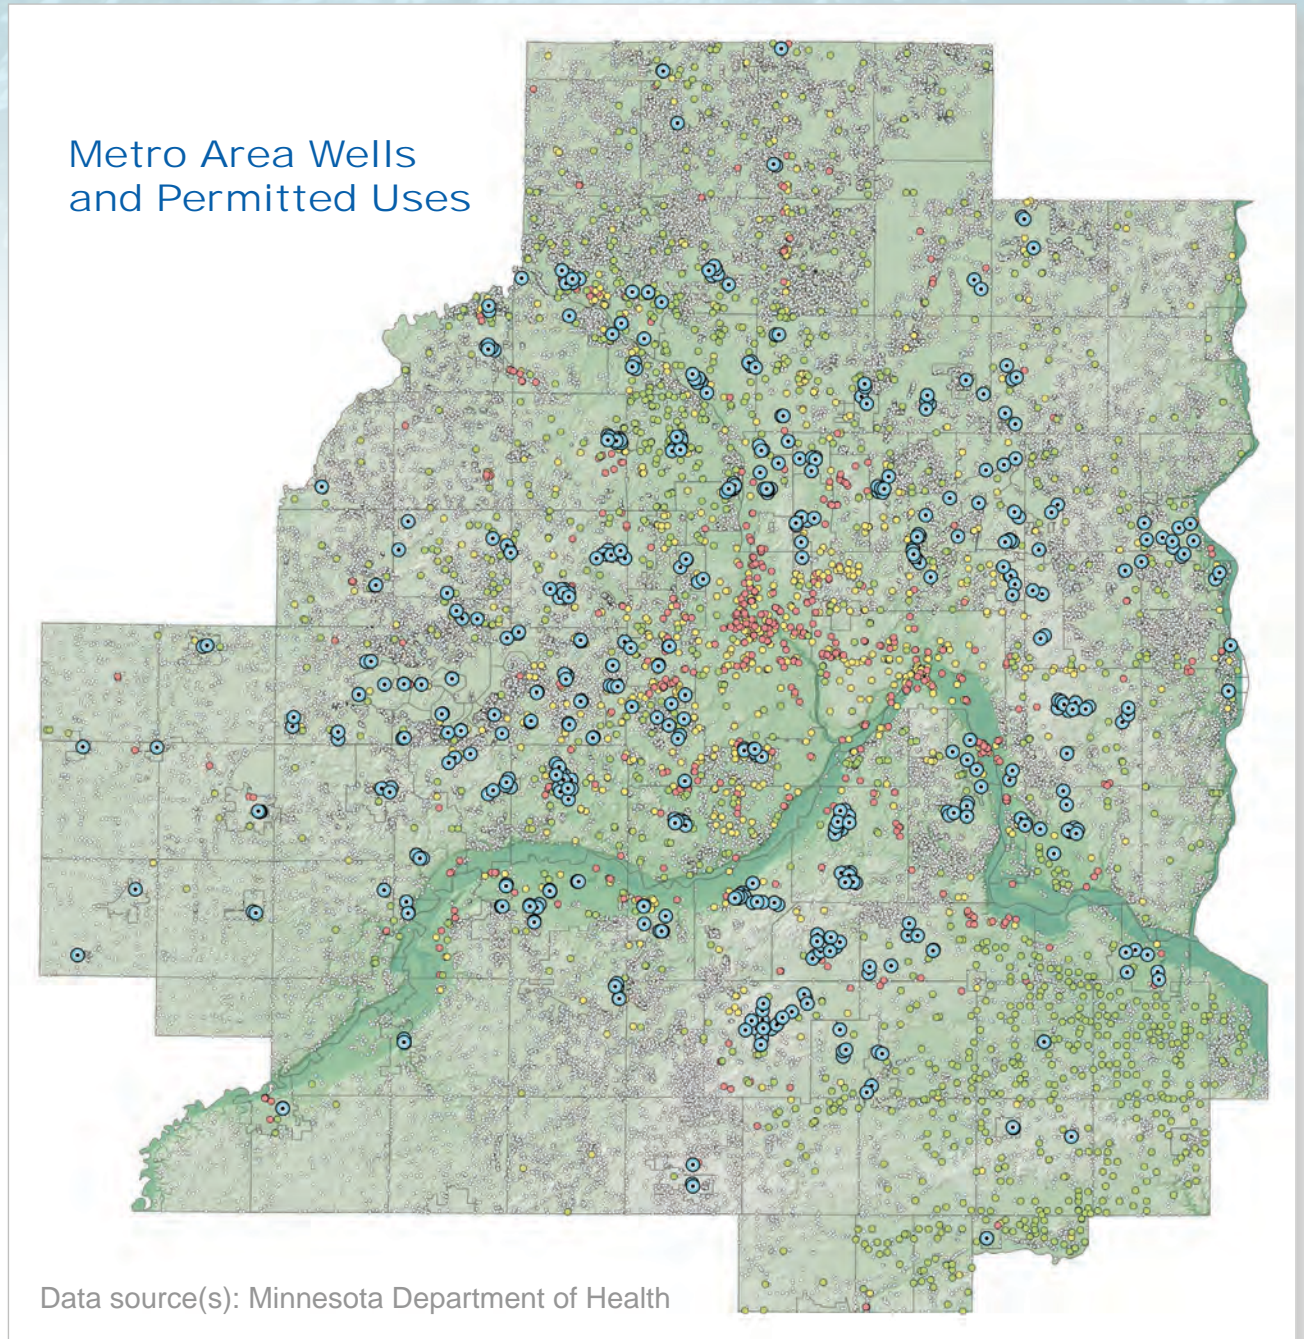 Metro Area Wells
and Permitted Uses
Data source(s): Minnesota Department of Health